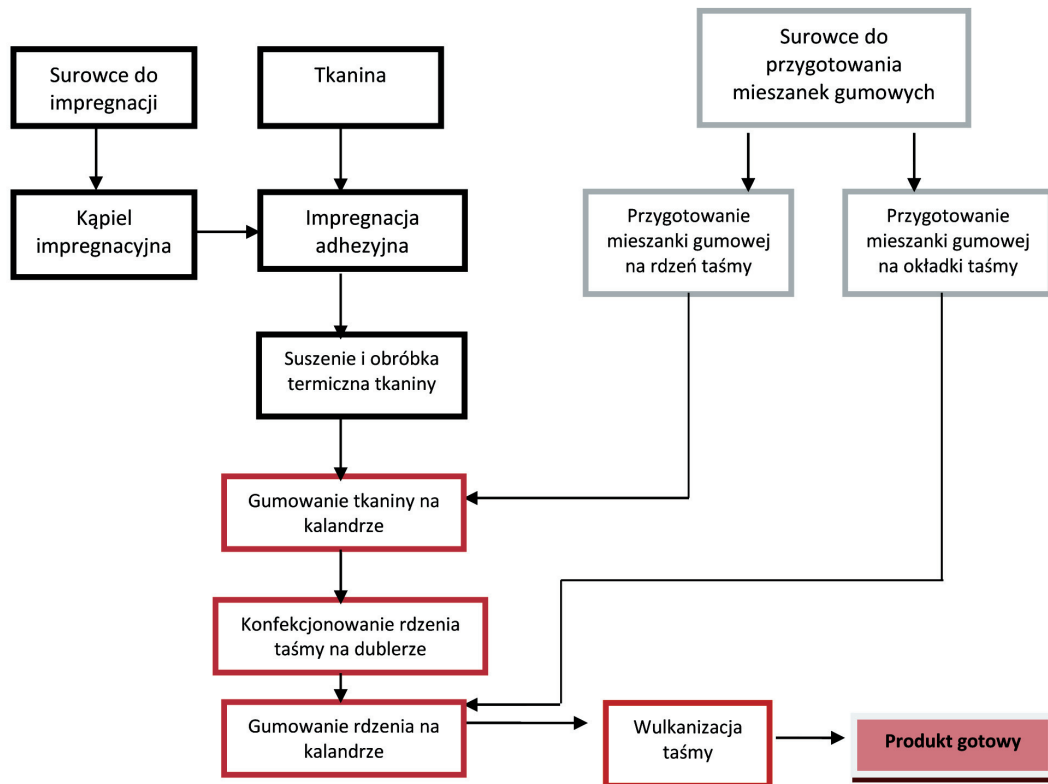 Surowce do
impregnacji
Tkanina
Surowce do
przygotowania
mieszanek gumowych
Kąpiel
impregnacyjna
Impregnacja
adhezyjna
Przygotowanie
mieszanki gumowej
na rdzeń taśmy
Przygotowanie
mieszanki gumowej
na okładki taśmy
Suszenie i obróbka
termiczna tkaniny
Gumowanie tkaniny na
kalandrze
Konfekcjonowanie rdzenia
taśmy na dublerze
Gumowanie rdzenia na
kalandrze
Wulkanizacja
taśmy
Produkt gotowy